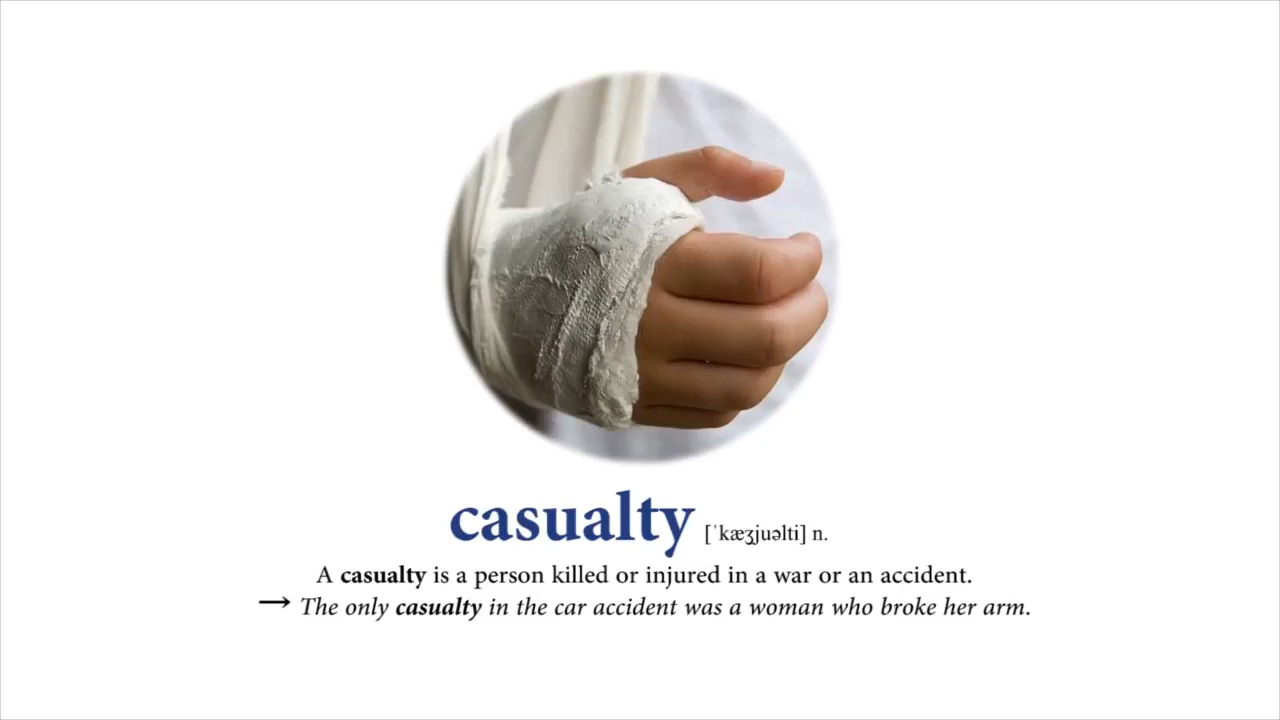 casualty [ˈkæʒjuəlti] n.
A casualty is a person killed or injured in a war or an accident.
→ The only casualty in the car accident was a woman who broke her arm.